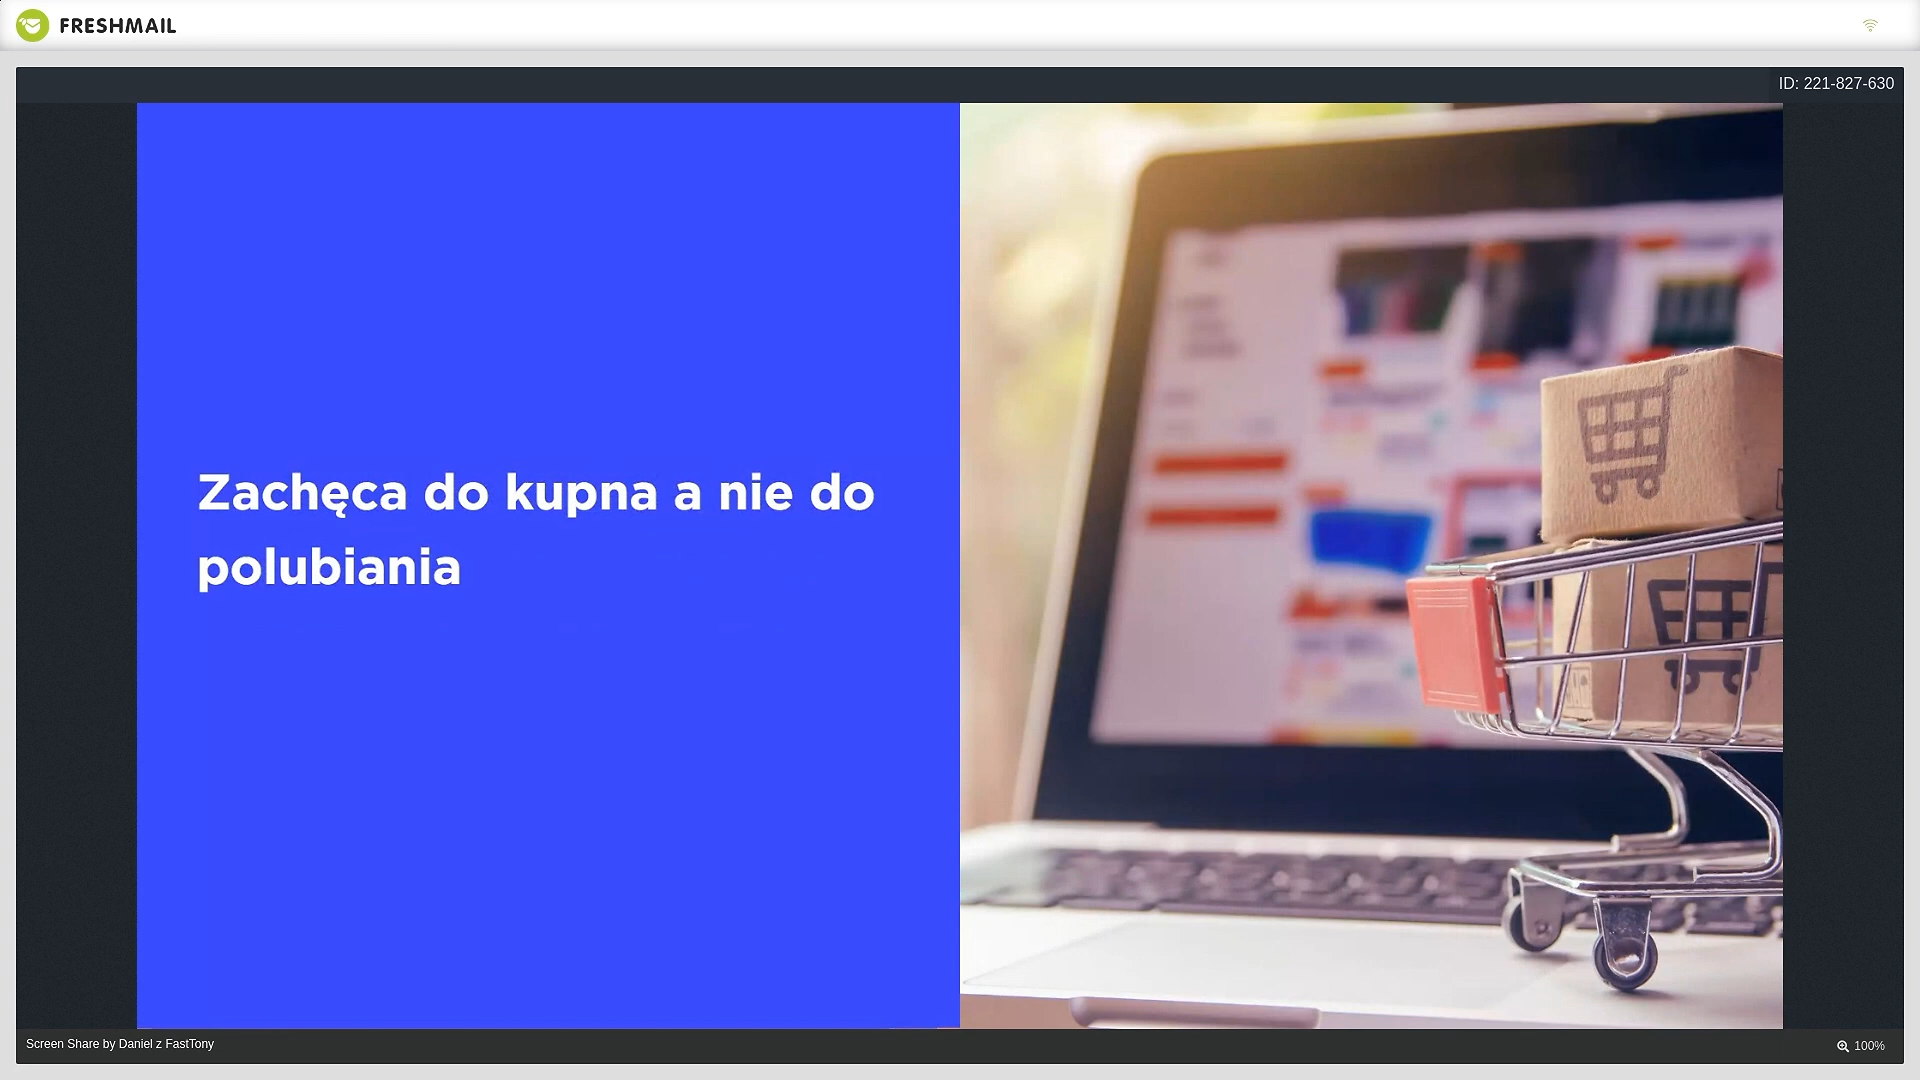 FRESHMAIL
ID: 221-827-630
Zachęca do kupna a nie do
polubiania
Screen Share by Daniel z FastTony
100%